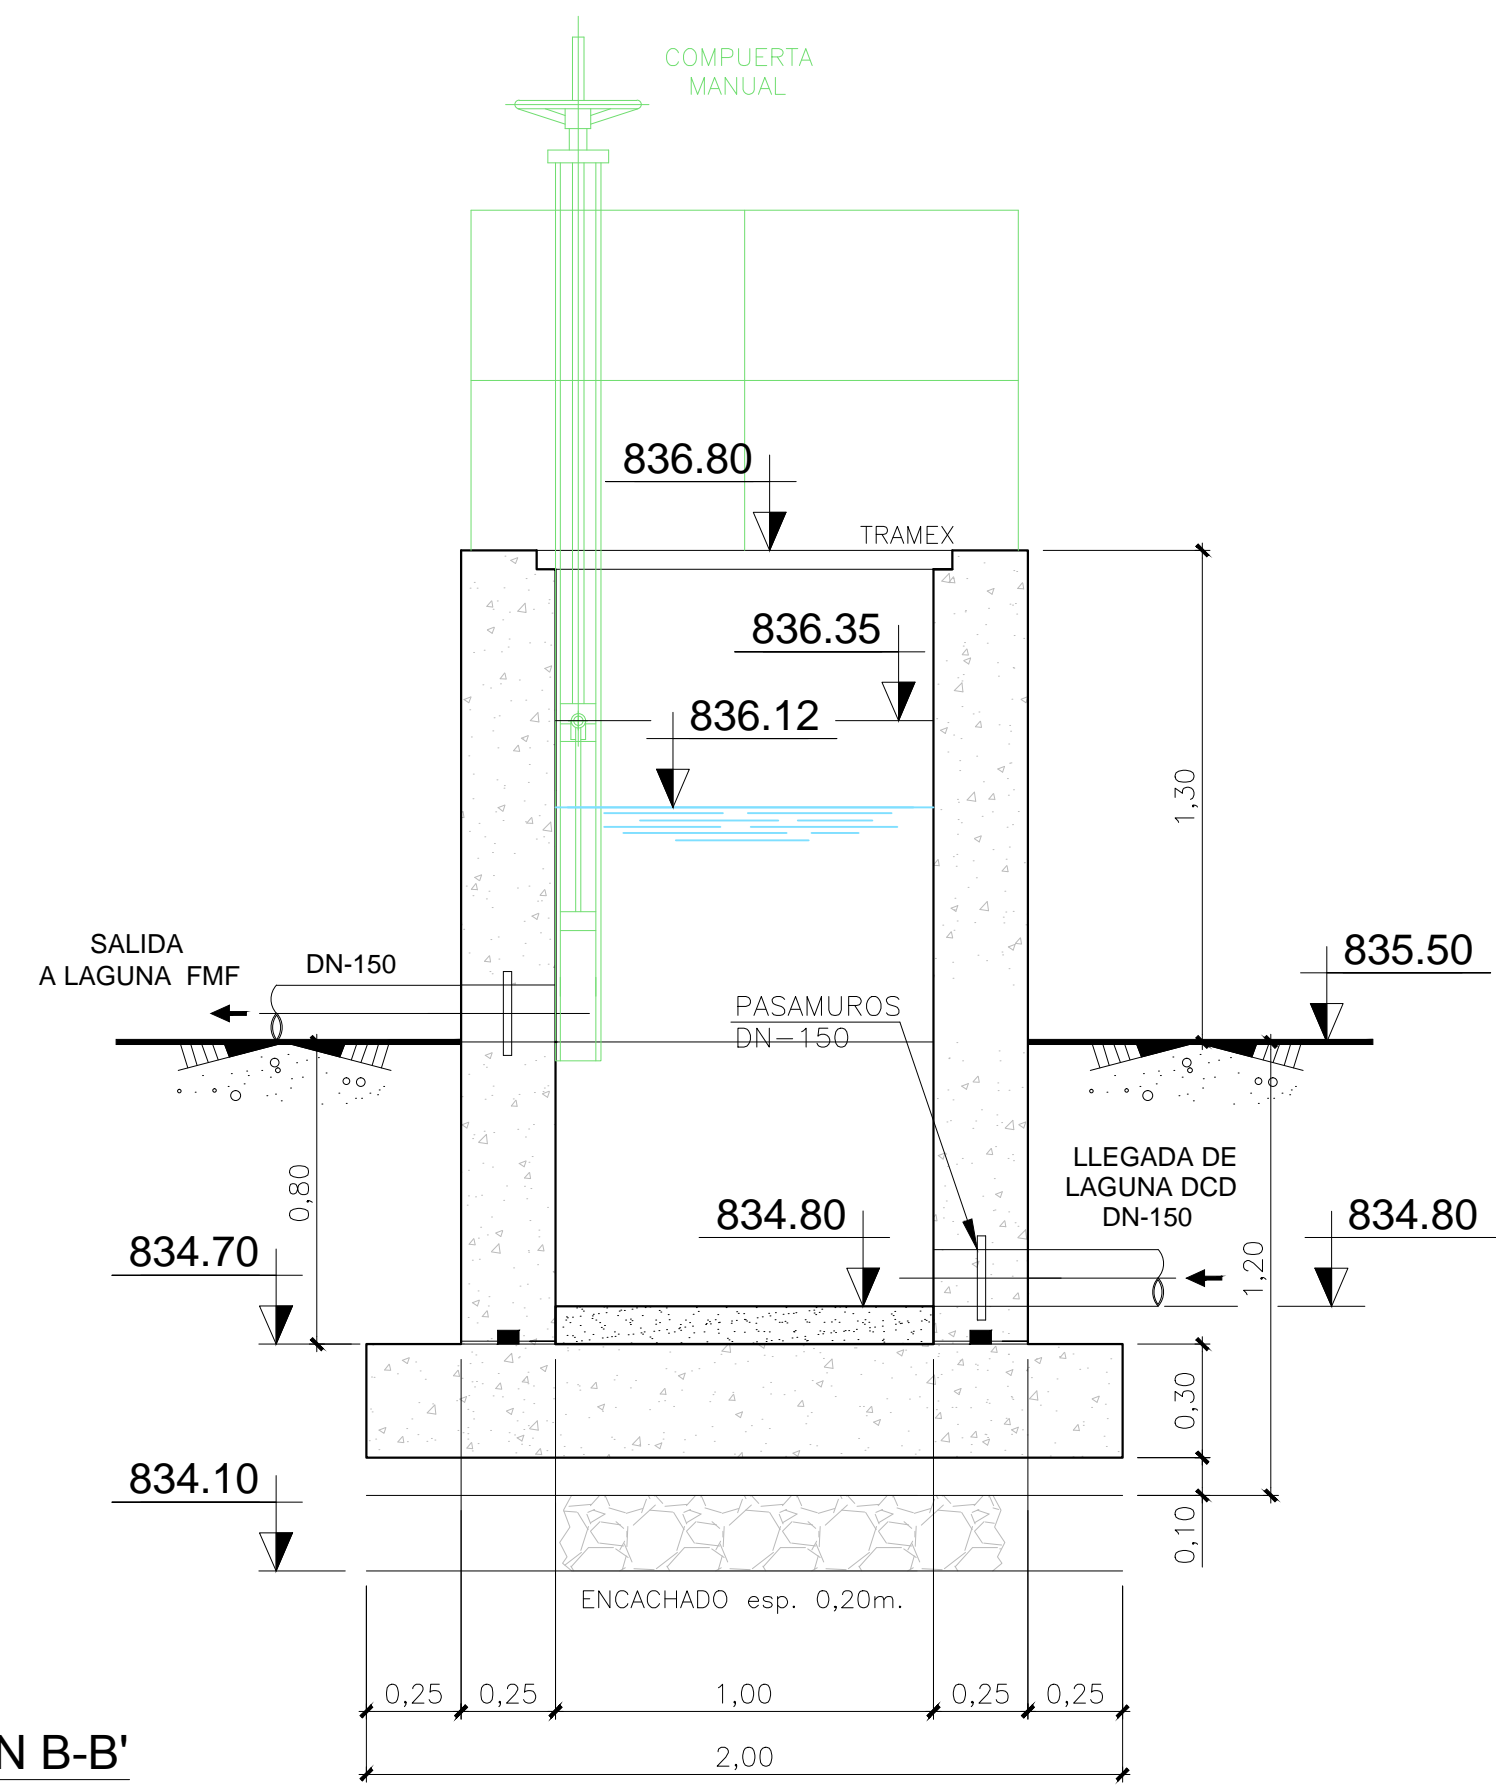 COMPUERTA
MANUAL
836.80
TRAMEX
836.35
836.12
1,30
SALIDA
A LAGUNA FMF
DN-150
835.50
PASAMUROS
DN-150
LLEGADA DE
LAGUNA DCD
DN-150
0,80
834.80
834.80
834.70
1,20
0,30
834.10
0,10
ENCACHADO esp. 0,20m.
0,25
0,25
1,00
0,25
0,25
2,00
N B-B'